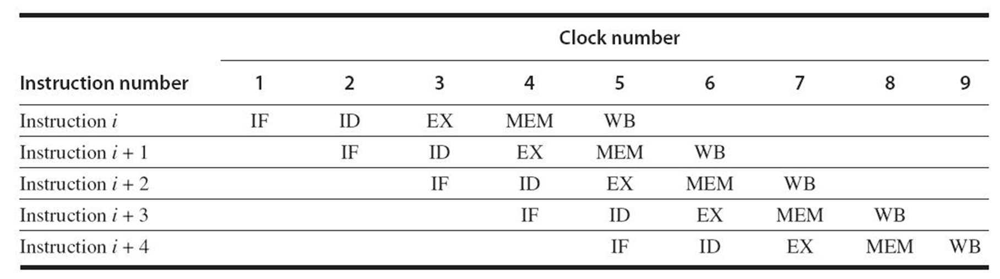 Clock number
Instruction number 1 2 3 4 5 6 7 8 9
Instruction i IF ID EX MEM WB
Instruction i + 1 IF ID EX MEM WB
Instruction i + 2 IF ID EX MEM WB
Instruction i + 3 IF ID EX MEM WB
Instruction i + 4 IF ID EX MEM WB